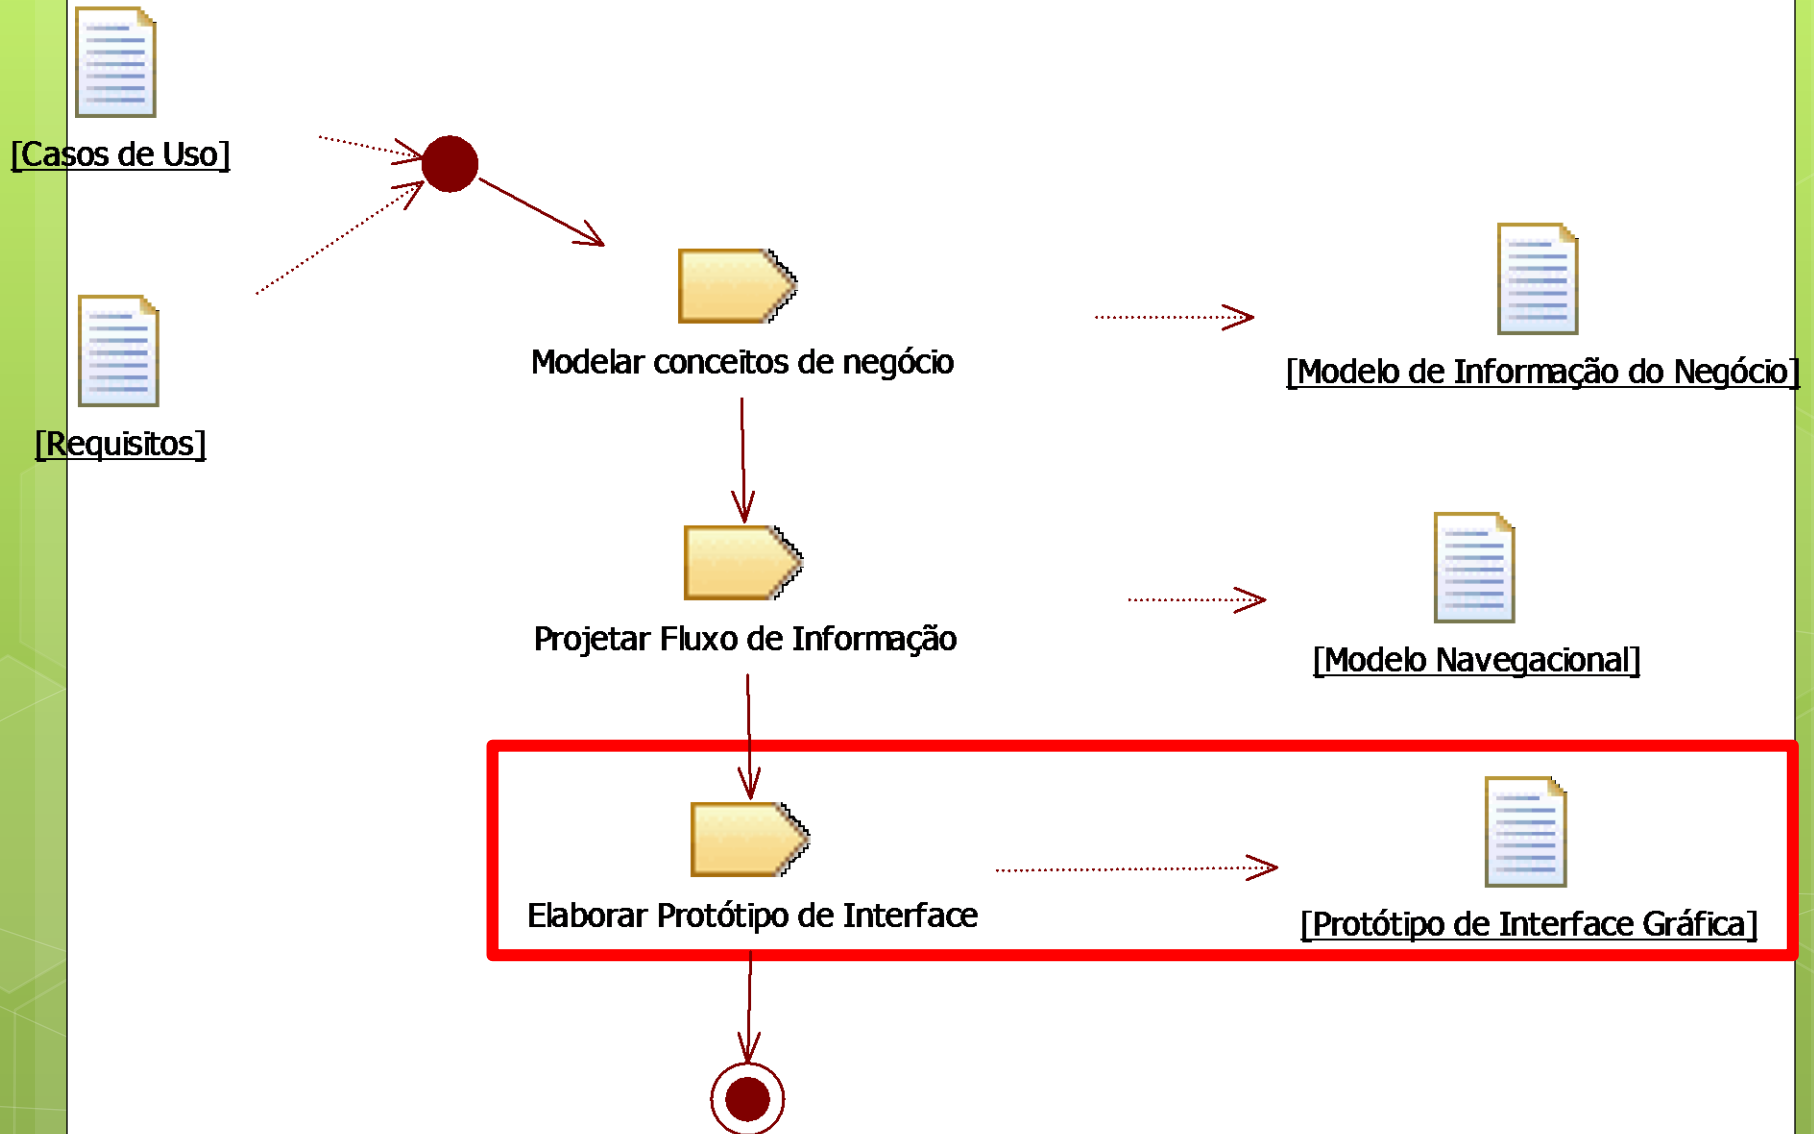 [Casos de Uso]
[Requisitos]
Modelar conceitos de negócio
[Modelo de Informação do Negócio]
Projetar Fluxo de Informação
[Modelo Navegacional]
Elaborar Protótipo de Interface
[Protótipo de Interface Gráfica]